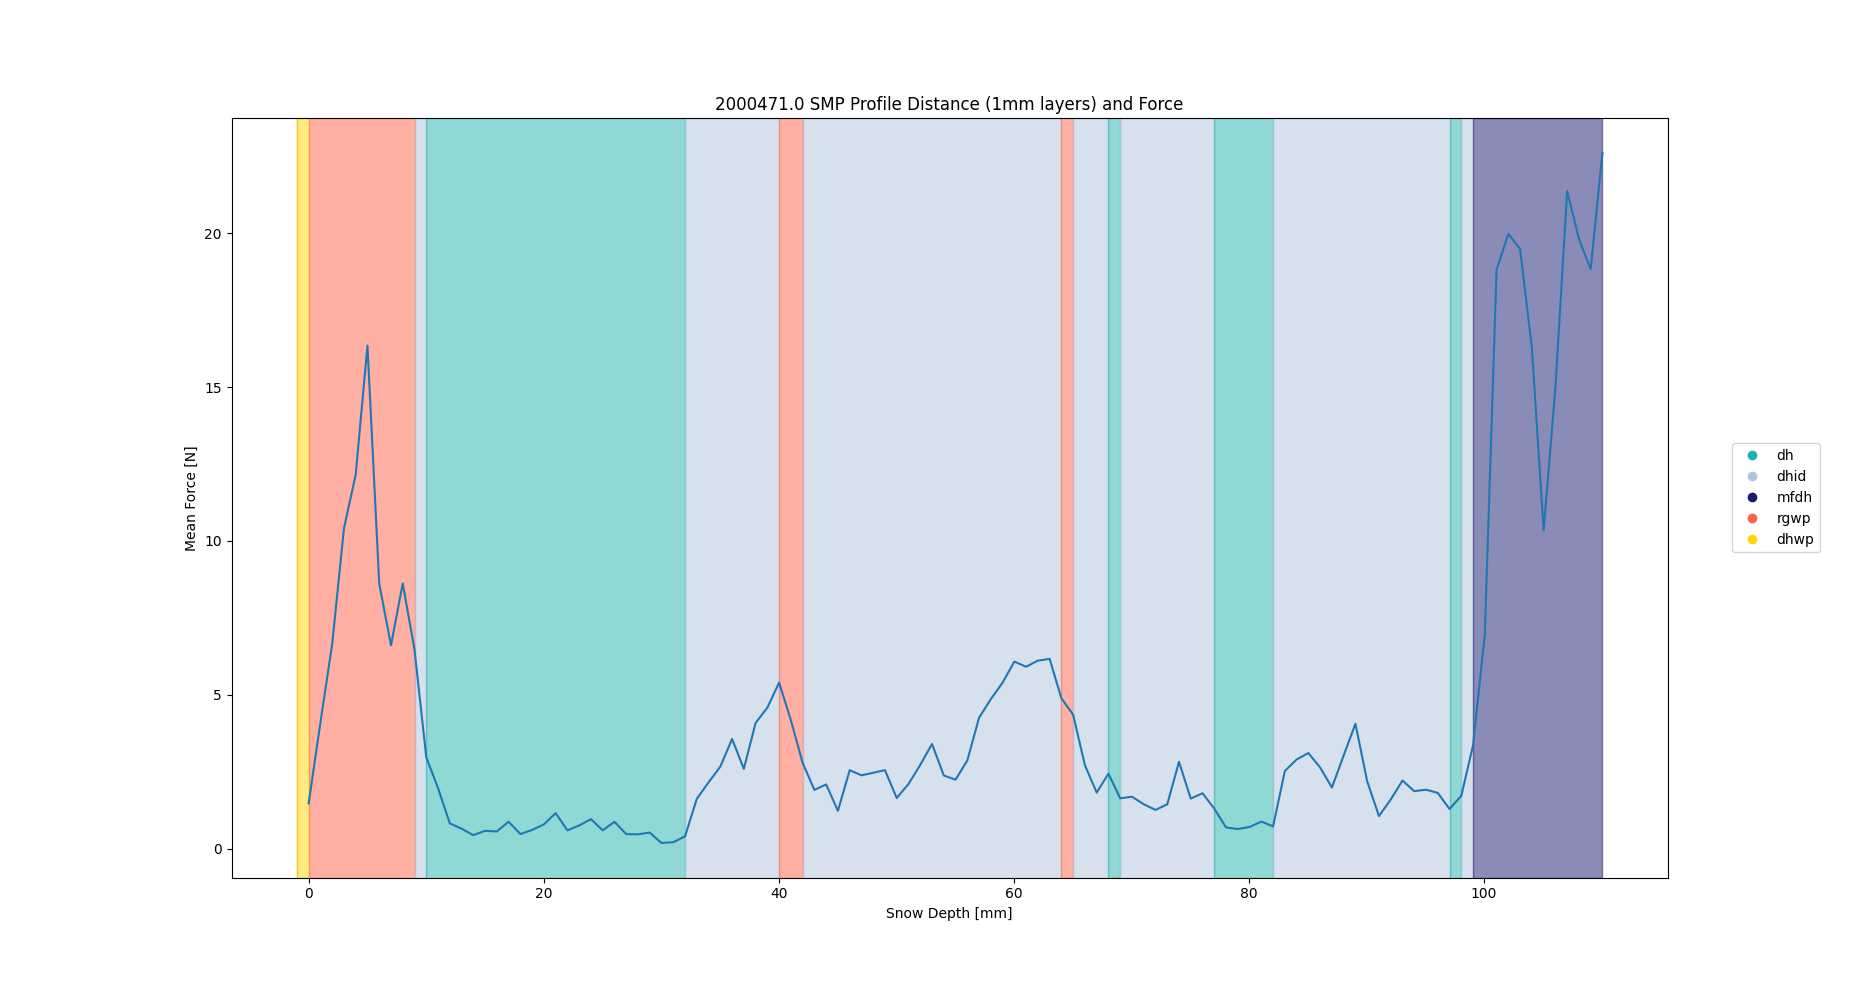 2000471.0 SMP Profile Distance (1mm layers) and Force
20
15
10
5
0
Mean Force [N]
0 20 40 60 80 100
Snow Depth [mm]
dh
dhid
mfdh
rgwp
dhwp